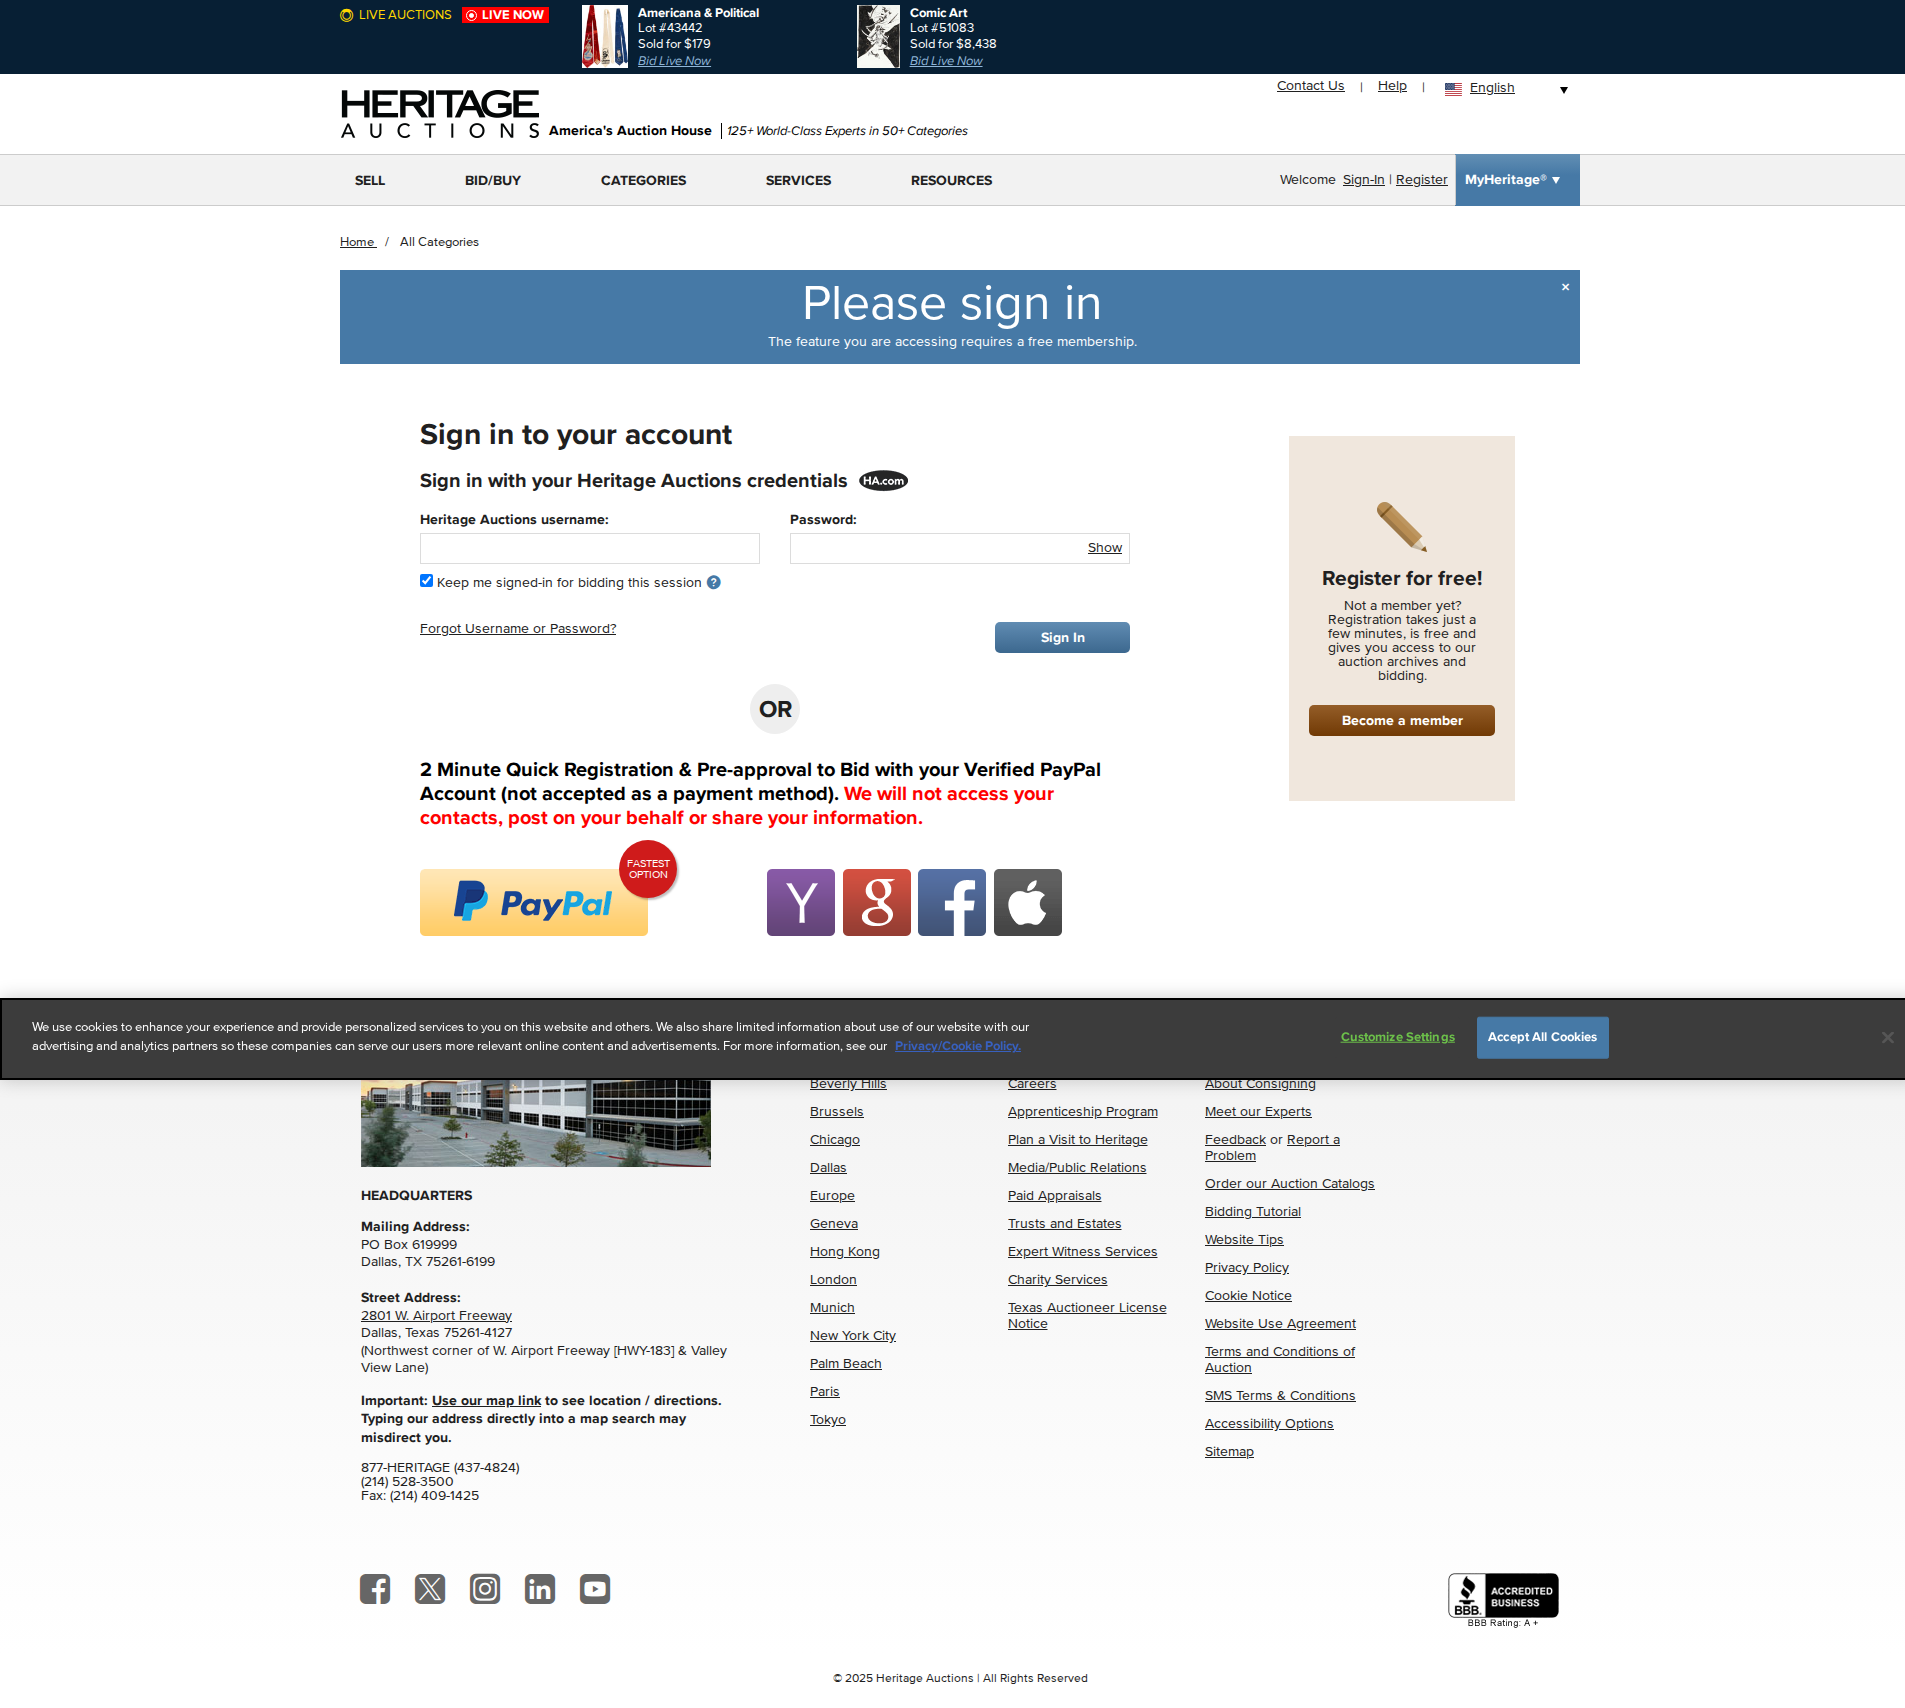 LIVE AUCTIONS
LIVE NOW
Americana & Political
Lot #43442
Sold for $179
Bid Live Now
Comic Art
Lot #51083
Sold for $8,438
Bid Live Now
Contact Us | Help | English
HERITAGE
AUCTIONS
America's Auction House | 125+ World-Class Experts in 50+ Categories
SELL
BID/BUY
CATEGORIES
SERVICES
RESOURCES
Welcome Sign-In | Register
MyHeritage®
Home / All Categories
Please sign in
×
The feature you are accessing requires a free membership.
Sign in to your account
Sign in with your Heritage Auctions credentials HA.com
Heritage Auctions username:
Password:
Show
Keep me signed-in for bidding this session ?
Forgot Username or Password?
Sign In
OR
2 Minute Quick Registration & Pre-approval to Bid with your Verified PayPal
Account (not accepted as a payment method). We will not access your
contacts, post on your behalf or share your information.
FASTEST
OPTION
PayPal
Register for free!
Not a member yet?
Registration takes just a
few minutes, is free and
gives you access to our
auction archives and
bidding.
Become a member
We use cookies to enhance your experience and provide personalized services to you on this website and others. We also share limited information about use of our website with our
advertising and analytics partners so these companies can serve our users more relevant online content and advertisements. For more information, see our Privacy/Cookie Policy.
Customize Settings
Accept All Cookies
HEADQUARTERS
Mailing Address:
PO Box 619999
Dallas, TX 75261-6199
Street Address:
2801 W. Airport Freeway
Dallas, Texas 75261-4127
(Northwest corner of W. Airport Freeway [HWY-183] & Valley
View Lane)
Important: Use our map link to see location / directions.
Typing our address directly into a map search may
misdirect you.
877-HERITAGE (437-4824)
(214) 528-3500
Fax: (214) 409-1425
Beverly Hills
Brussels
Chicago
Dallas
Europe
Geneva
Hong Kong
London
Munich
New York City
Palm Beach
Paris
Tokyo
Careers
Apprenticeship Program
Plan a Visit to Heritage
Media/Public Relations
Paid Appraisals
Trusts and Estates
Expert Witness Services
Charity Services
Texas Auctioneer License
Notice
About Consigning
Meet our Experts
Feedback or Report a
Problem
Order our Auction Catalogs
Bidding Tutorial
Website Tips
Privacy Policy
Cookie Notice
Website Use Agreement
Terms and Conditions of
Auction
SMS Terms & Conditions
Accessibility Options
Sitemap
BBB.
ACCREDITED
BUSINESS
BBB Rating: A +
© 2025 Heritage Auctions | All Rights Reserved